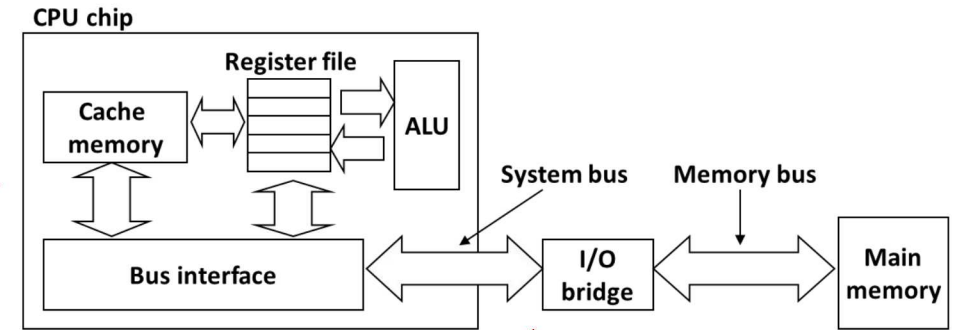 CPU chip
Register file
Cache
memory
ALU
System bus
Memory bus
Bus interface
I/O
bridge
Main
memory